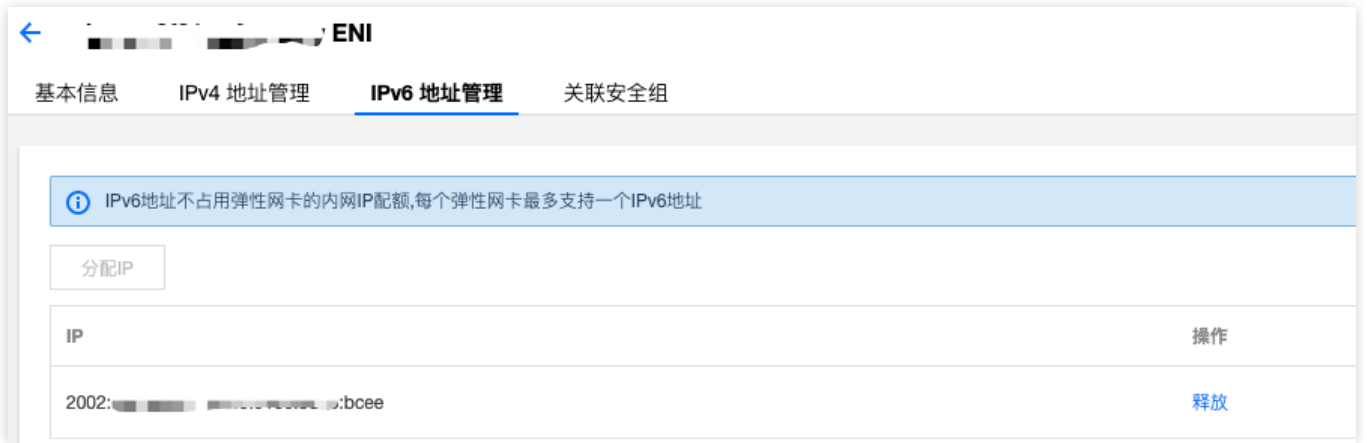 ENI
基本信息 IPv4 地址管理 IPv6 地址管理 关联安全组
IPv6地址不占用弹性网卡的内网IP配额,每个弹性网卡最多支持一个IPv6地址
分配IP
IP 操作
2002: :bcee 释放